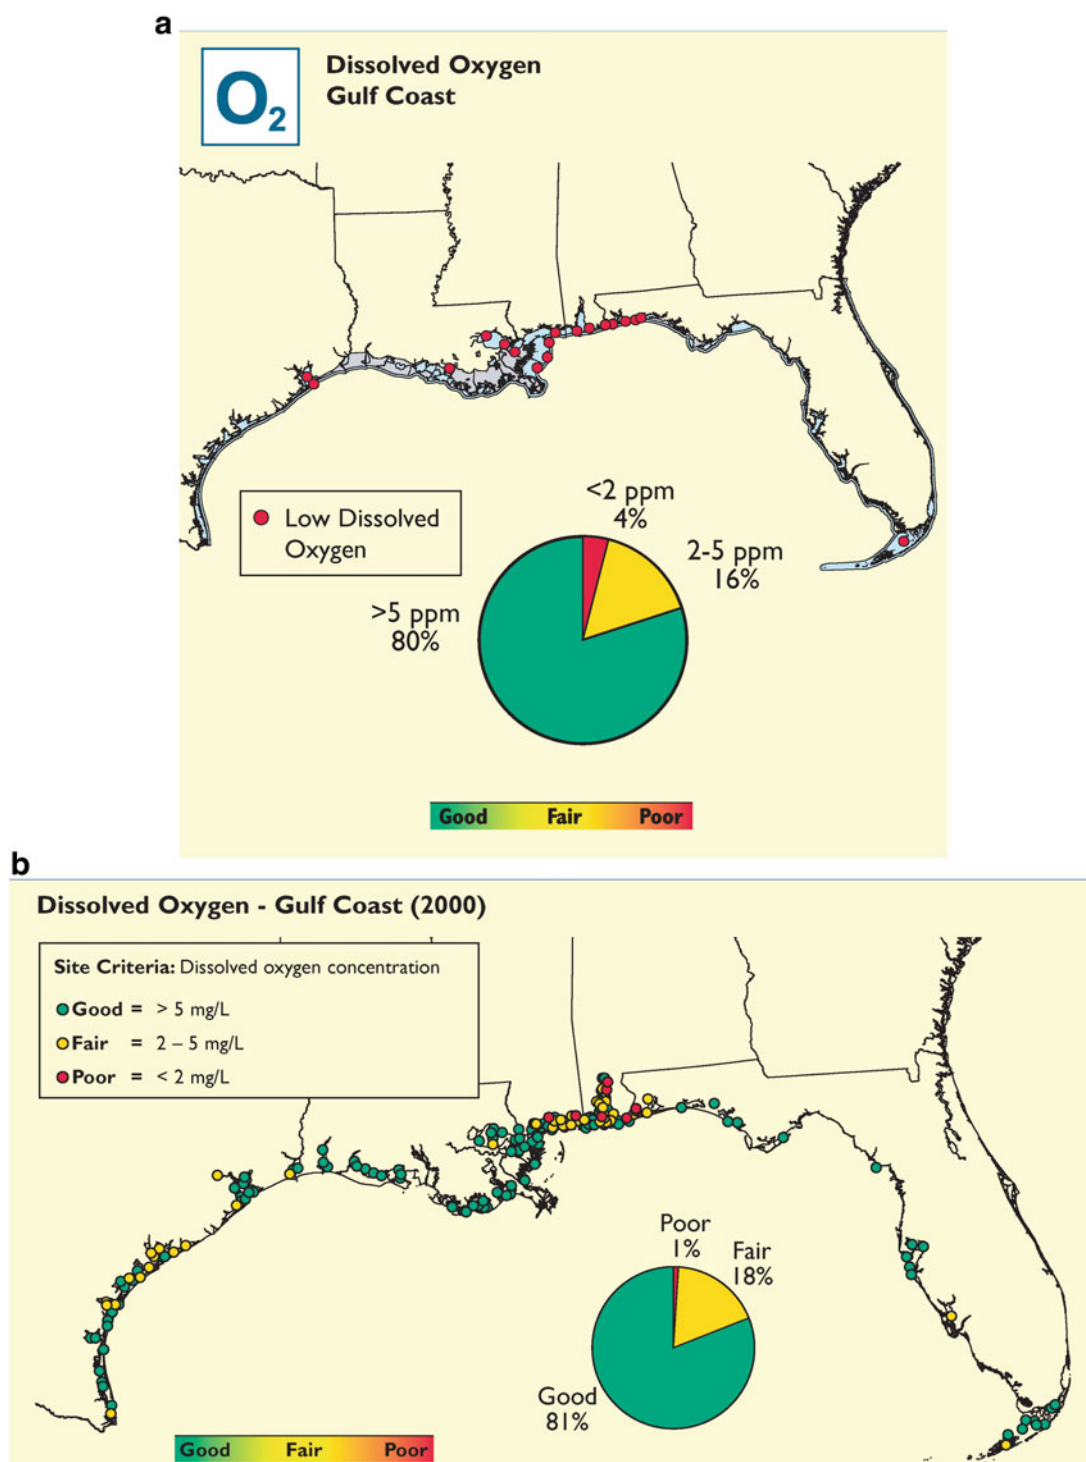 a
O2
Dissolved Oxygen
Gulf Coast
Low Dissolved
Oxygen
<2 ppm
4%
2-5 ppm
16%
>5 ppm
80%
Good Fair Poor
b
Dissolved Oxygen - Gulf Coast (2000)
Site Criteria: Dissolved oxygen concentration
Good = > 5 mg/L
Fair = 2 – 5 mg/L
Poor = < 2 mg/L
Poor
1%
Fair
18%
Good
81%
Good Fair Poor